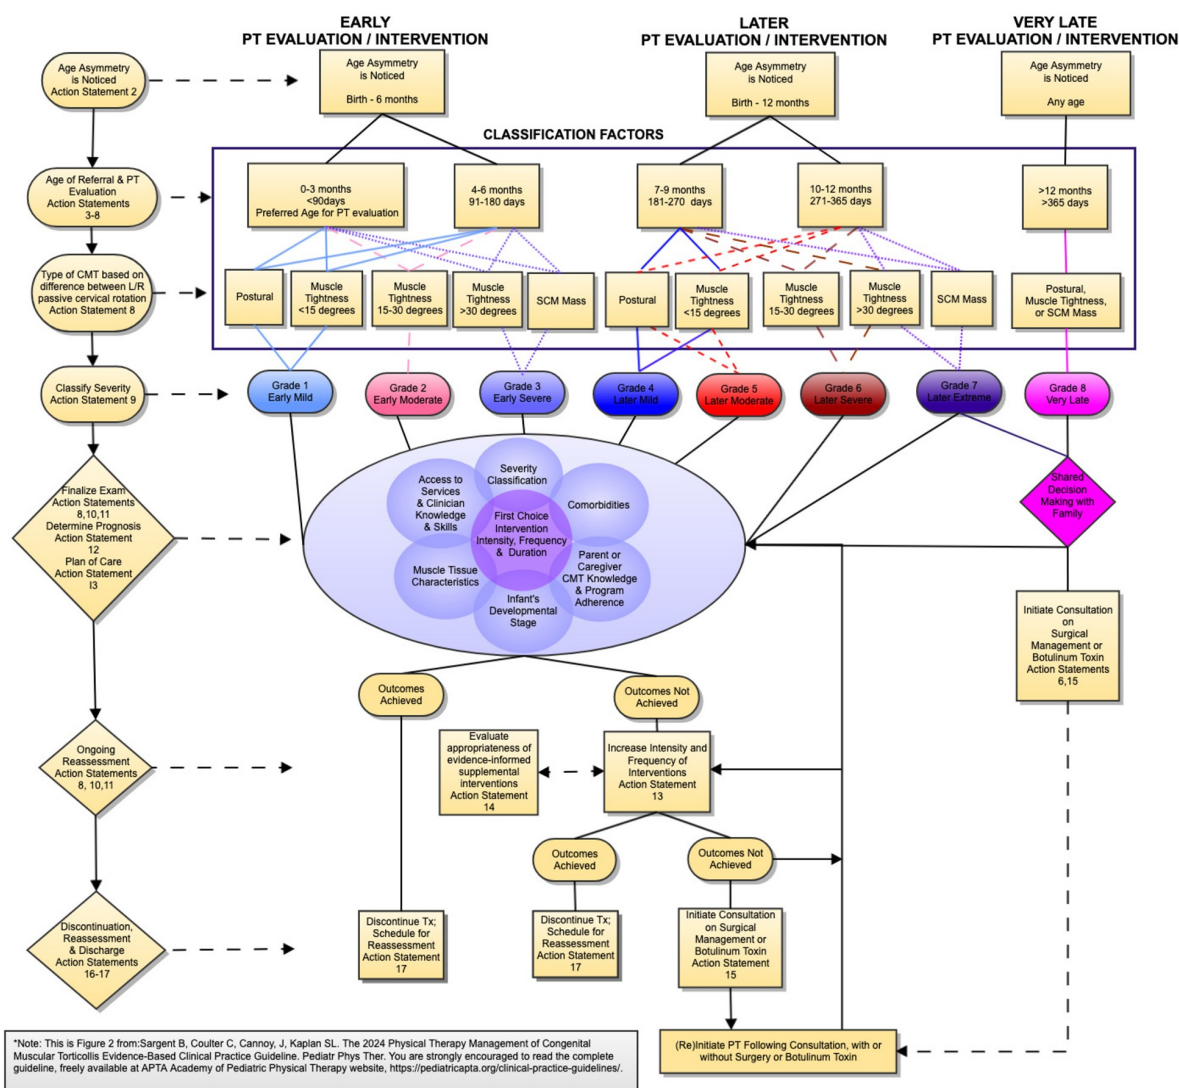 EARLY
PT EVALUATION / INTERVENTION
LATER
PT EVALUATION / INTERVENTION
VERY LATE
PT EVALUATION / INTERVENTION
Age Asymmetry
is Noticed
Action Statement 2
Age Asymmetry
is Noticed
Birth - 6 months
Age Asymmetry
is Noticed
Birth - 12 months
Age Asymmetry
is Noticed
Any age
CLASSIFICATION FACTORS
Age of Referral & PT
Evaluation
Action Statements
3-8
0-3 months
<90days
Preferred Age for PT evaluation
4-6 months
91-180 days
7-9 months
181-270 days
10-12 months
271-365 days
>12 months
>365 days
Type of CMT based on
difference between L/R
passive cervical rotation
Action Statement 8
Postural
Muscle
Tightness
<15 degrees
Muscle
Tightness
15-30 degrees
Muscle
Tightness
>30 degrees
SCM Mass
Postural
Muscle
Tightness
<15 degrees
Muscle
Tightness
15-30 degrees
Muscle
Tightness
>30 degrees
SCM Mass
Postural,
Muscle Tightness,
or SCM Mass
Classify Severity
Action Statement 9
Grade 1
Early Mild
Grade 2
Early Moderate
Grade 3
Early Severe
Grade 4
Later Mild
Grade 5
Later Moderate
Grade 6
Later Severe
Grade 7
Later Extreme
Grade 8
Very Late
Finalize Exam
Action Statements
8,10,11
Determine Prognosis
Action Statement
12
Plan of Care
Action Statement
I3
Access to
Services
& Clinician
Knowledge
& Skills
Severity
Classification
Comorbidities
First Choice
Intervention
Intensity, Frequency
& Duration
Muscle Tissue
Characteristics
Infant's
Developmental
Stage
Parent or
Caregiver
CMT Knowledge
& Program
Adherence
Shared
Decision
Making with
Family
Initiate Consultation
on
Surgical
Management or
Botulinum Toxin
Action Statements
6,15
Outcomes
Achieved
Outcomes Not
Achieved
Ongoing
Reassessment
Action Statements
8, 10,11
Evaluate
appropriateness of
evidence-informed
supplemental
interventions
Action Statement
14
Increase Intensity and
Frequency of
Interventions
Action Statement
13
Outcomes
Achieved
Outcomes Not
Achieved
Discontinuation,
Reassessment
& Discharge
Action Statements
16-17
Discontinue Tx;
Schedule for
Reassessment
Action Statement
17
Discontinue Tx;
Schedule for
Reassessment
Action Statement
17
Initiate Consultation
on Surgical
Management or
Botulinum Toxin
Action Statement
15
(Re)Initiate PT Following Consultation, with or
without Surgery or Botulinum Toxin
*Note: This is Figure 2 from:Sargent B, Coulter C, Cannoy, J, Kaplan SL. The 2024 Physical Therapy Management of Congenital
Muscular Torticollis Evidence-Based Clinical Practice Guideline. Pediatr Phys Ther. You are strongly encouraged to read the complete
guideline, freely available at APTA Academy of Pediatric Physical Therapy website, https://pediatricapta.org/clinical-practice-guidelines/.